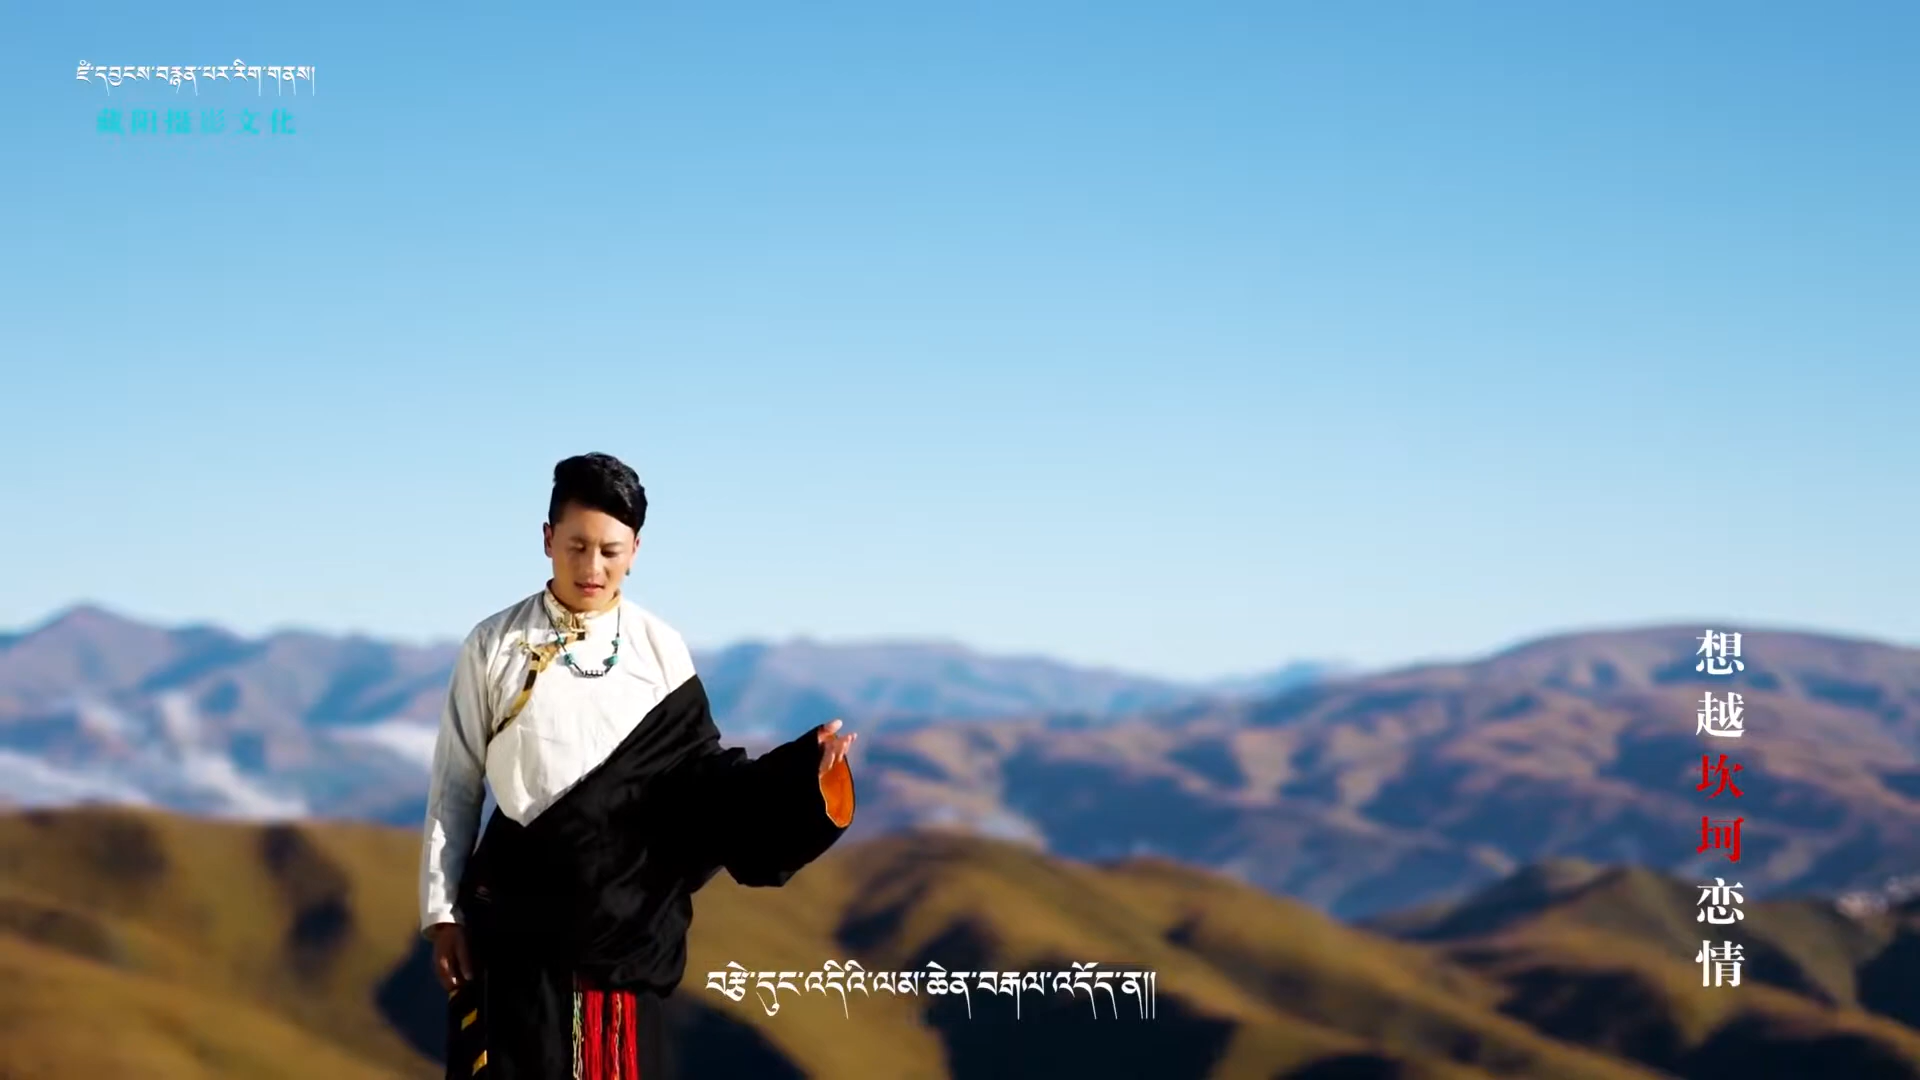 ཛཾ་དབྱངས་བརྙན་པར་རིག་གནས།
藏阳摄影文化
想越坎坷恋情
བརྩེ་དུང་འདིའི་ལམ་ཆེན་བརྒལ་འདོད་ན།།